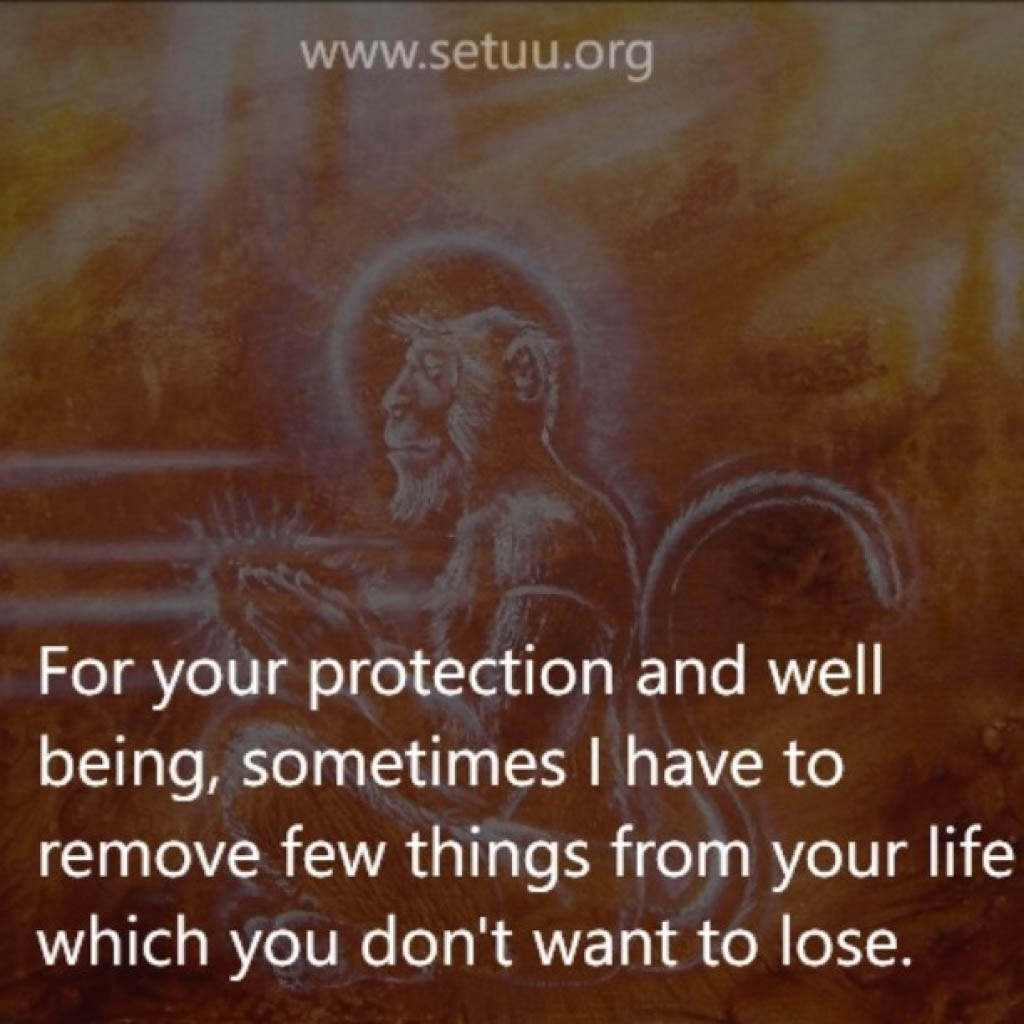 www.setuu.org
For your protection and well
being, sometimes I have to
remove few things from your life
which you don't want to lose.